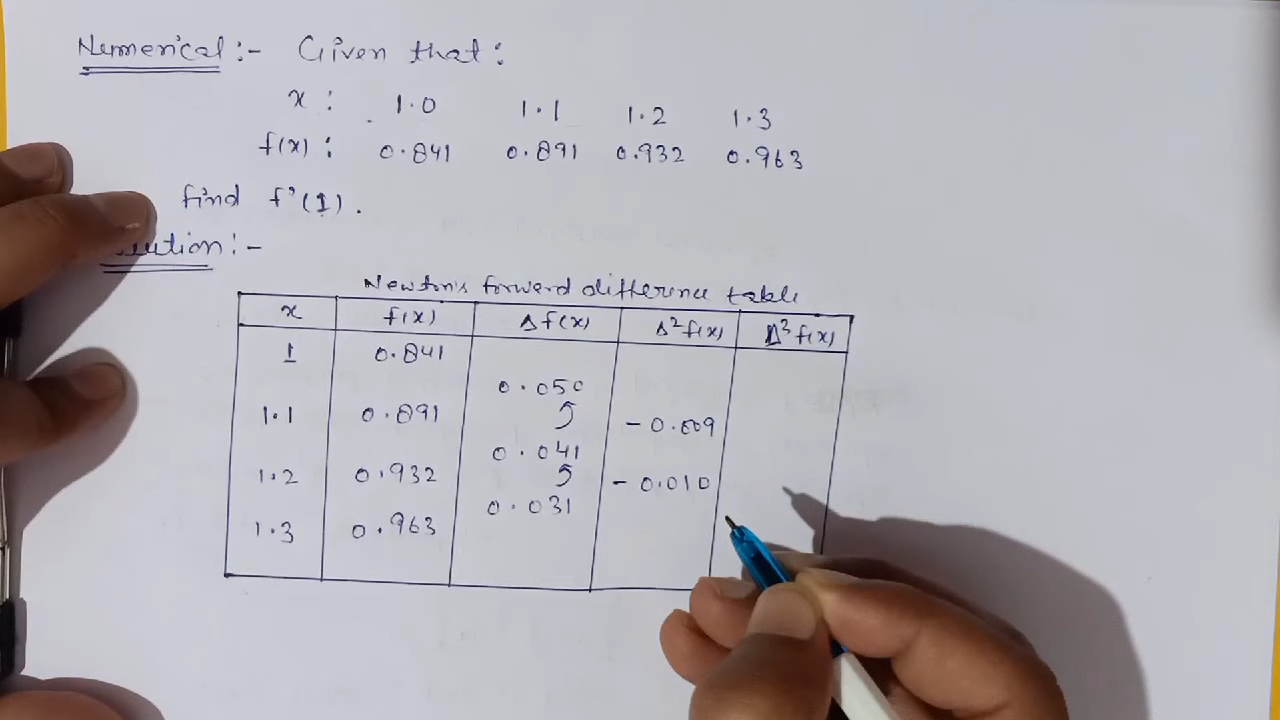 Numerical:- Given that:
x : 1.0 1.1 1.2 1.3
f(x) : 0.841 0.891 0.932 0.963
find f'(1).
:-
Newton's forward difference table
x f(x) Δf(x) Δ²f(x) Δ³f(x)
1 0.841
0.050
1.1 0.891 -0.009
0.041
1.2 0.932 -0.010
0.031
1.3 0.963